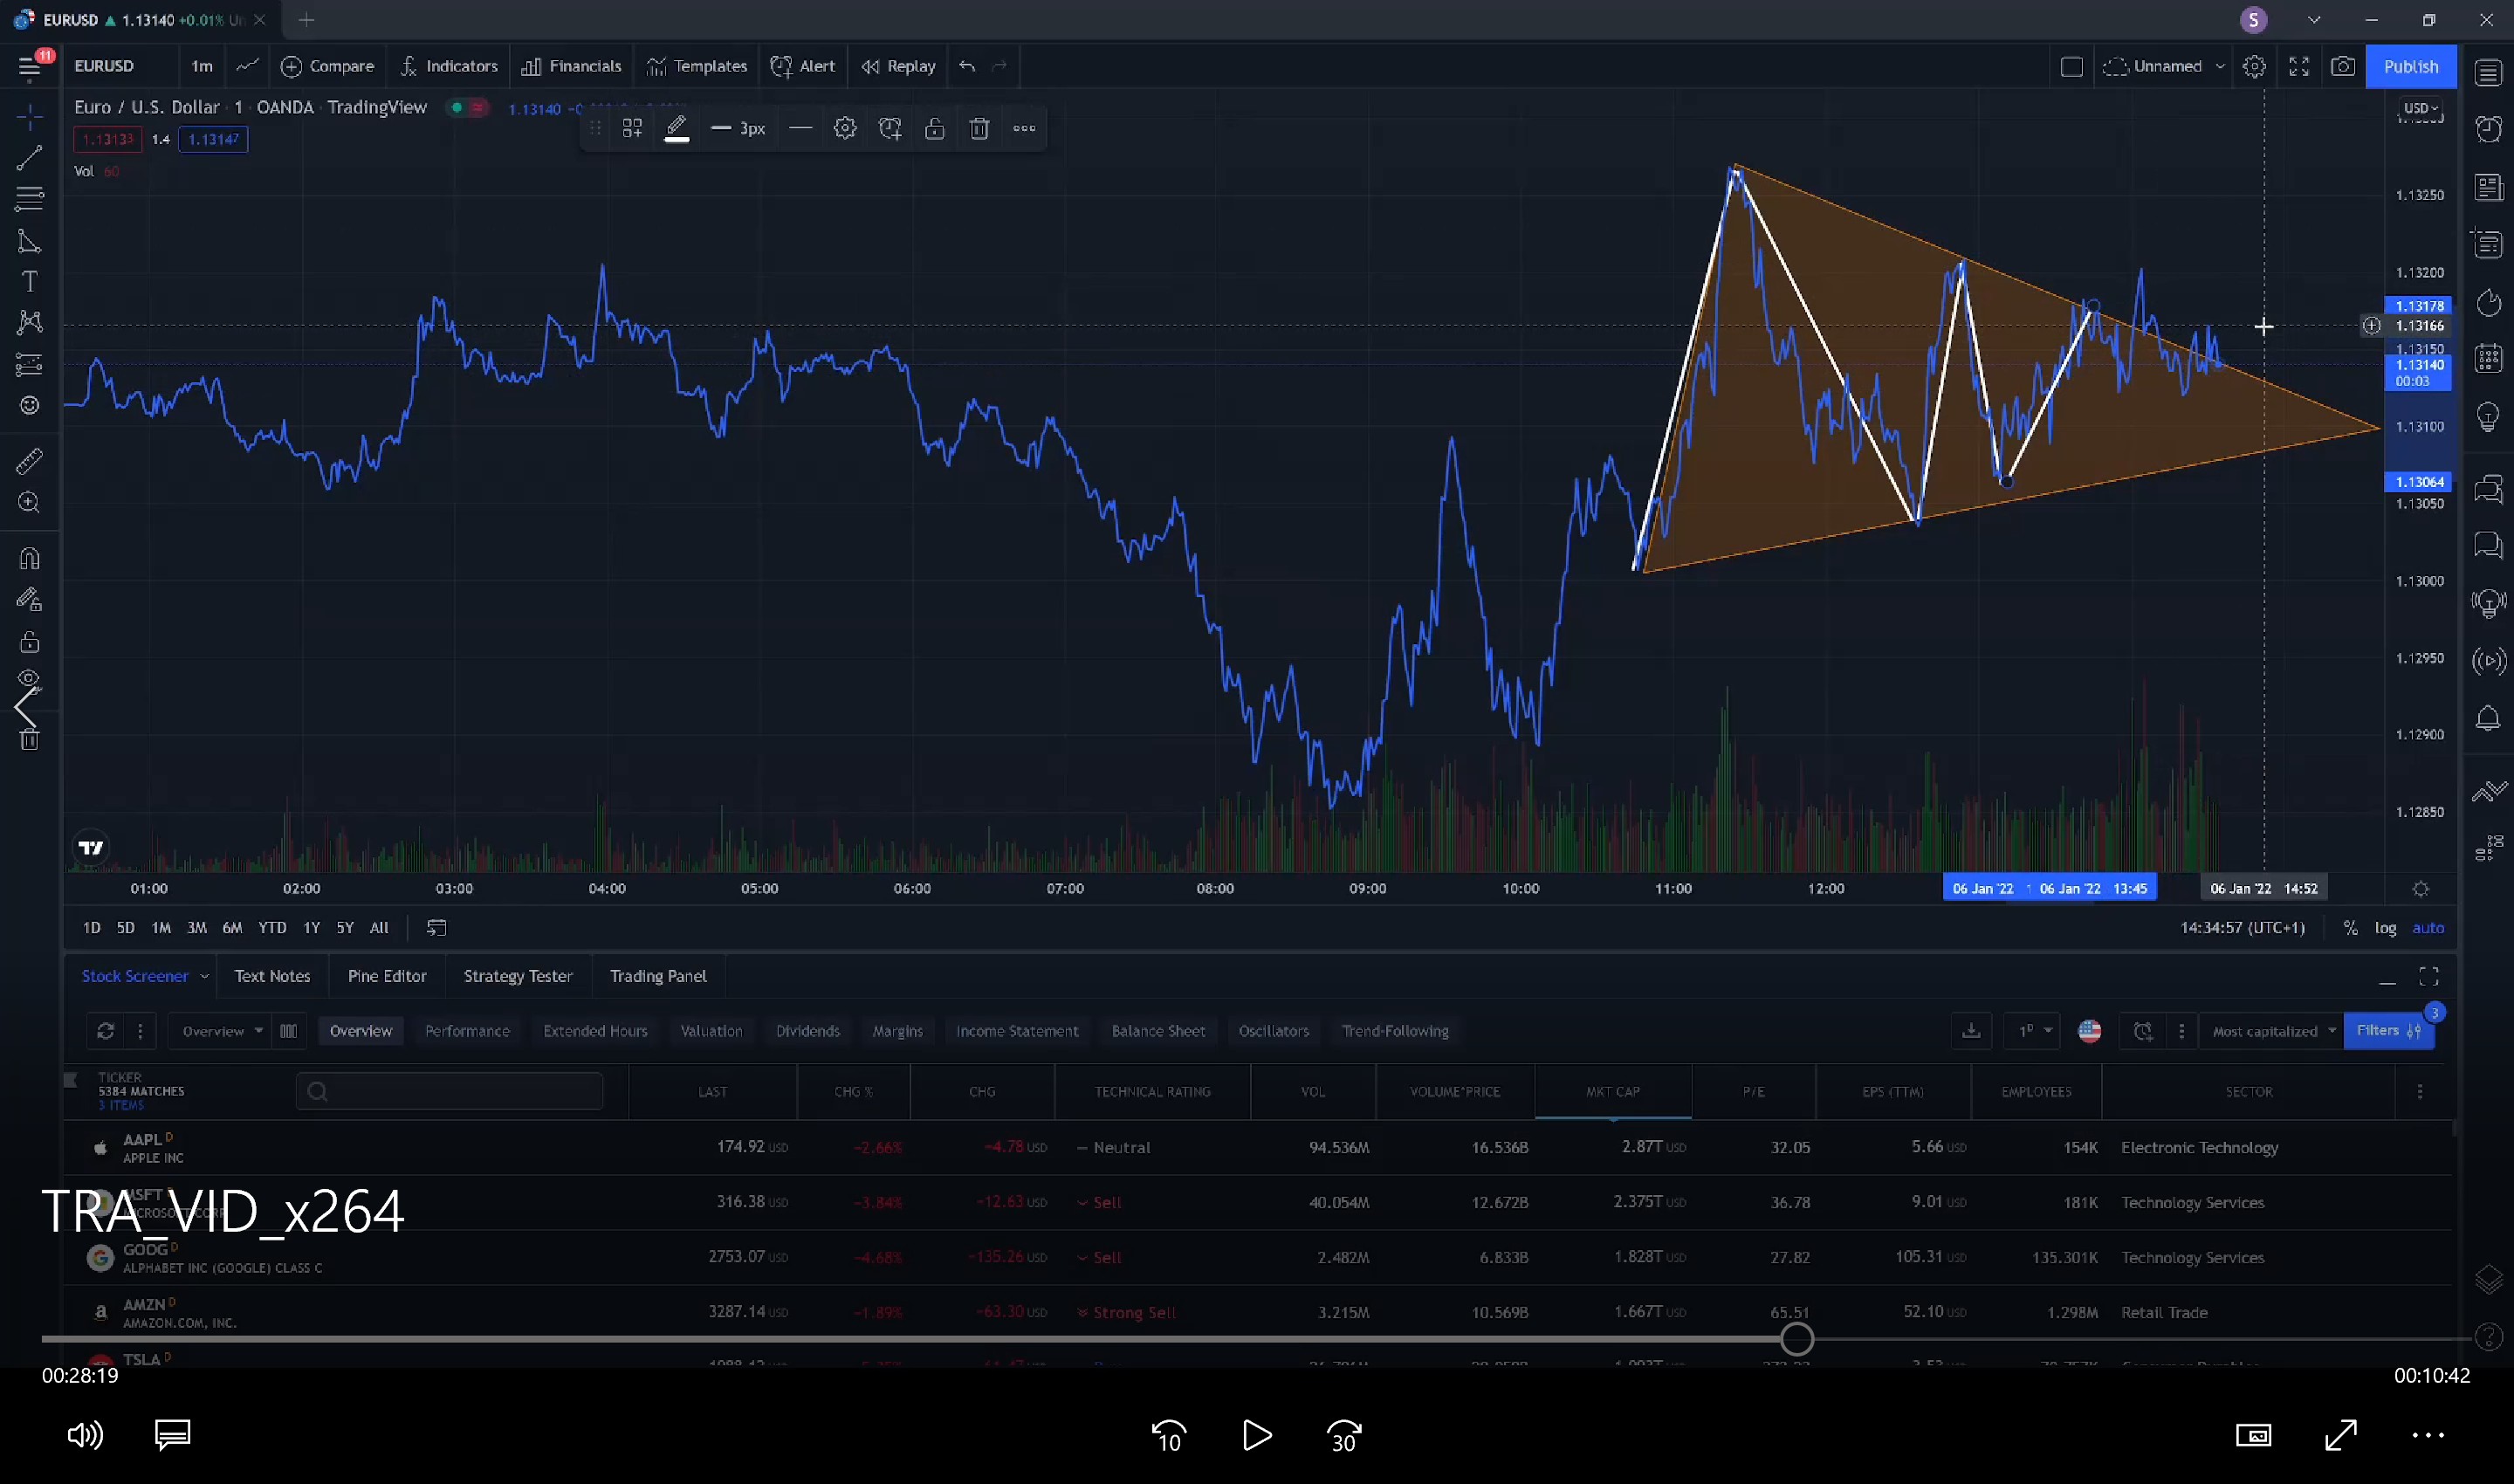 EURUSD ▲ 1.13140 +0.01% Un
S
11
EURUSD 1m Compare Indicators Financials Templates Alert Replay Unnamed Publish
Euro / U.S. Dollar · 1 · OANDA · TradingView 1.13140
USD
3px
1.13133 1.4 1.13147
Vol 60
1.13250
1.13200
1.13178
1.13166
1.13150
1.13140
00:03
1.13100
1.13064
1.13050
1.13000
1.12950
1.12900
1.12850
01:00 02:00 03:00 04:00 05:00 06:00 07:00 08:00 09:00 10:00 11:00 12:00 06 Jan '22 1 06 Jan '22 13:45 06 Jan '22 14:52
1D 5D 1M 3M 6M YTD 1Y 5Y All 14:34:57 (UTC+1) % log auto
Stock Screener Text Notes Pine Editor Strategy Tester Trading Panel
3
Overview Overview Performance Extended Hours Valuation Dividends Margins Income Statement Balance Sheet Oscillators Trend-Following 1D Most capitalized Filters
TICKER
5384 MATCHES
3 ITEMS
LAST CHG % CHG TECHNICAL RATING VOL VOLUME*PRICE MKT CAP P/E EPS (TTM) EMPLOYEES SECTOR
AAPL D
APPLE INC
174.92 USD −2.66% −4.78 USD — Neutral 94.536M 16.536B 2.87T USD 32.05 5.66 USD 154K Electronic Technology
MSFT D
MICROSOFT CORP
316.38 USD −3.84% −12.63 USD Sell 40.054M 12.672B 2.375T USD 36.78 9.01 USD 181K Technology Services
TRA_VID_x264
GOOG D
ALPHABET INC (GOOGLE) CLASS C
2753.07 USD −4.68% −135.26 USD Sell 2.482M 6.833B 1.828T USD 27.82 105.31 USD 135.301K Technology Services
AMZN D
AMAZON.COM, INC.
3287.14 USD −1.89% −63.30 USD Strong Sell 3.215M 10.569B 1.667T USD 65.51 52.10 USD 1.298M Retail Trade
TSLA D
00:28:19 00:10:42
10 30